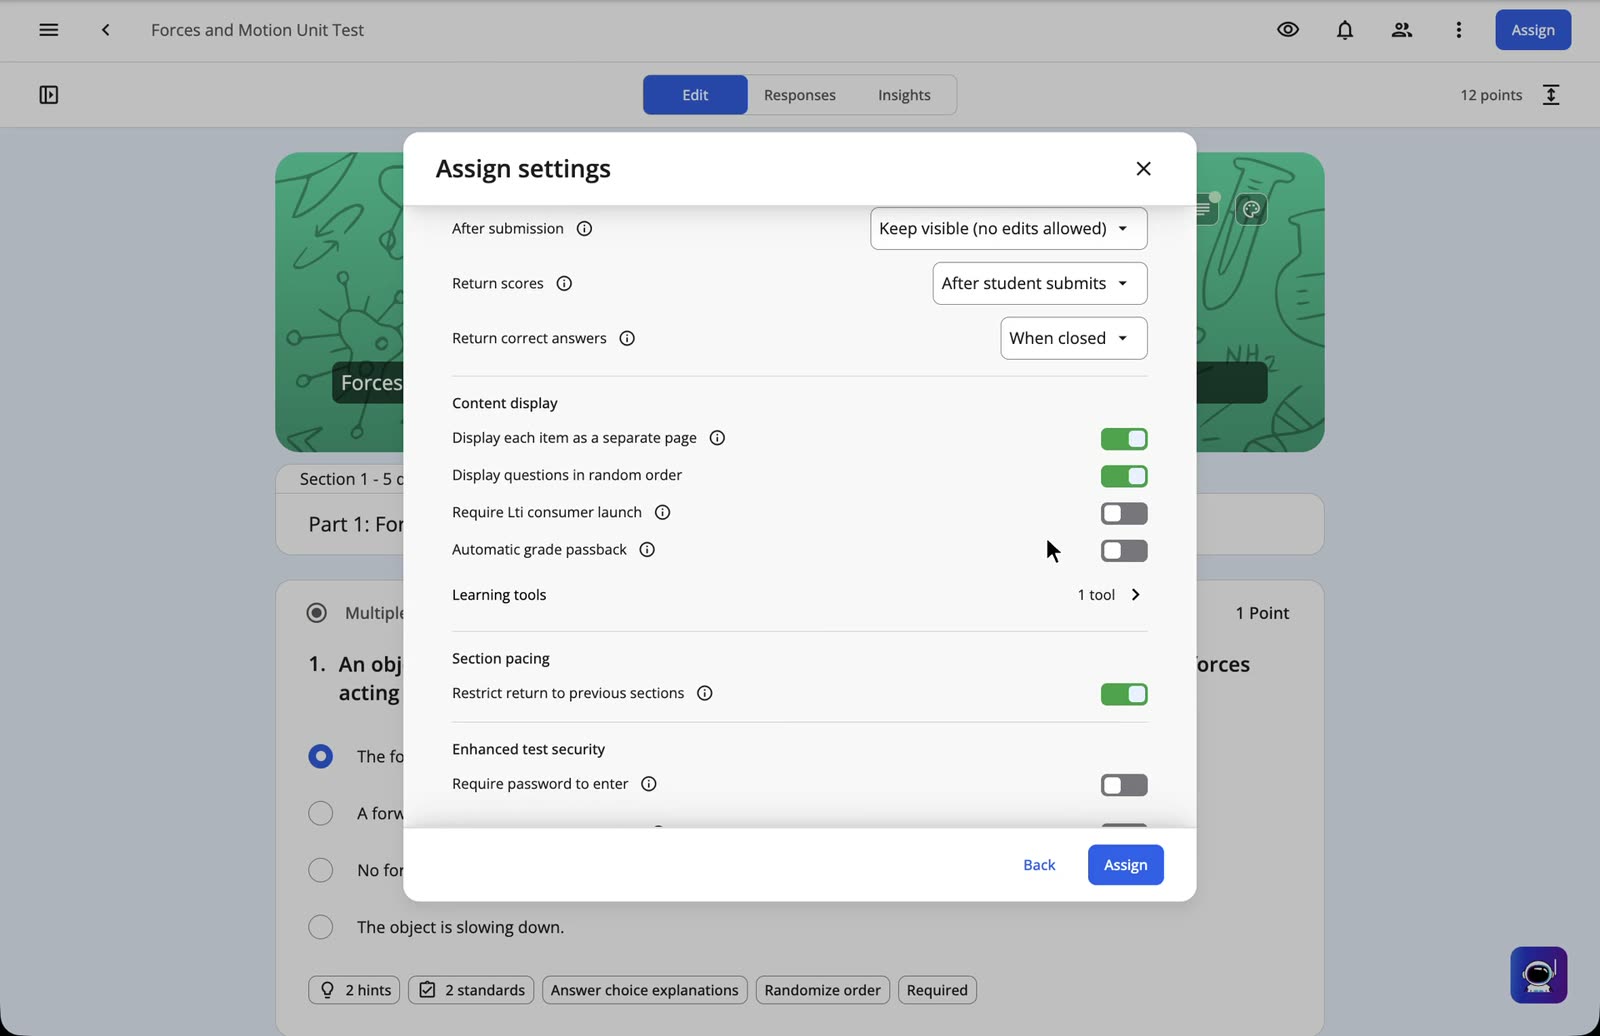 Forces and Motion Unit Test
Assign
Edit
Responses
Insights
12 points
Assign settings
After submission
Keep visible (no edits allowed)
Return scores
After student submits
Return correct answers
When closed
Content display
Display each item as a separate page
Display questions in random order
Require Lti consumer launch
Automatic grade passback
Learning tools
1 tool
Section pacing
Restrict return to previous sections
Enhanced test security
Require password to enter
Back
Assign
Forces
NH2
Section 1 - 5
Part 1: For
Multiple
1 Point
1. An obj
forces
acting
The fo
A forw
No for
The object is slowing down.
2 hints
2 standards
Answer choice explanations
Randomize order
Required